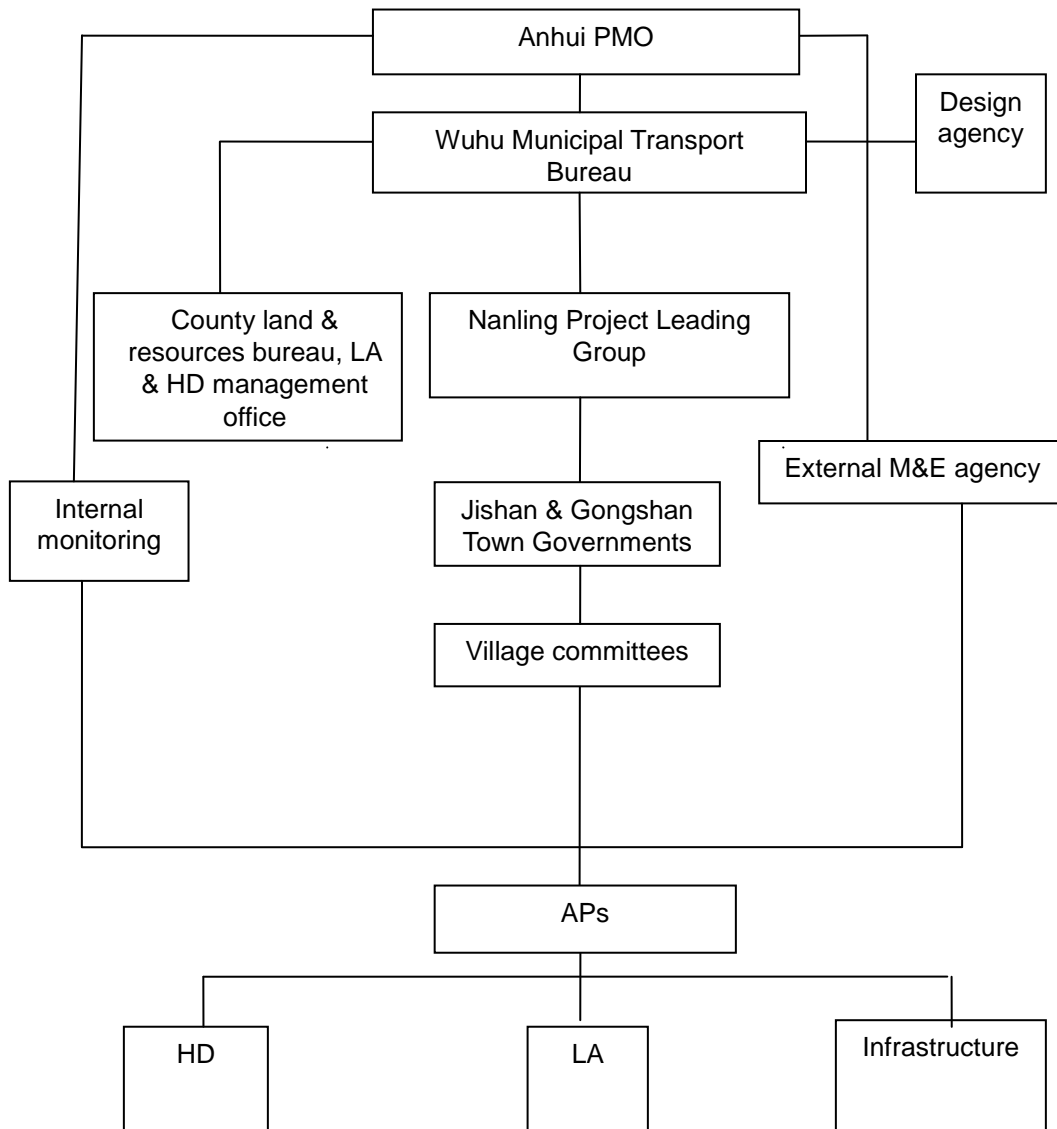 Anhui PMO
Design
agency
Wuhu Municipal Transport
Bureau
County land &
resources bureau, LA
& HD management
office
Nanling Project Leading
Group
External M&E agency
Internal
monitoring
Jishan & Gongshan
Town Governments
Village committees
APs
HD
LA
Infrastructure